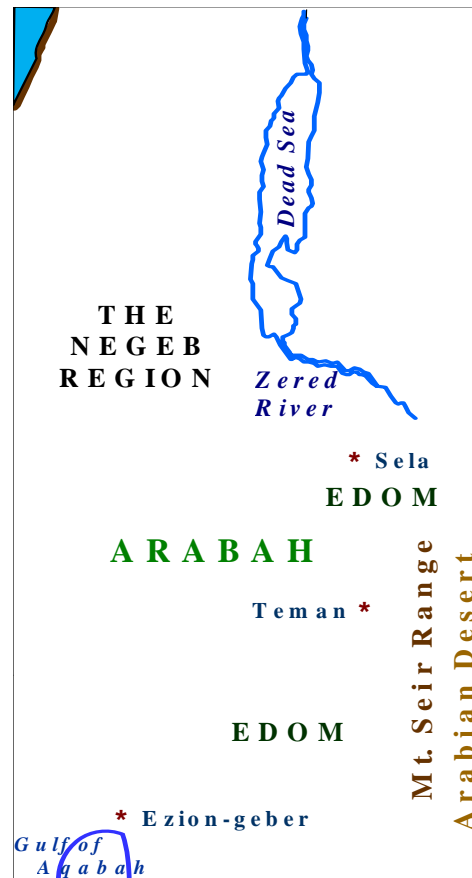 Dead Sea
THE
NEGEB
REGION
Zered
River
* Sela
EDOM
ARABAH
Mt. Seir Range
Arabian Desert
Teman *
EDOM
* Ezion-geber
Gulf of
Aqabah